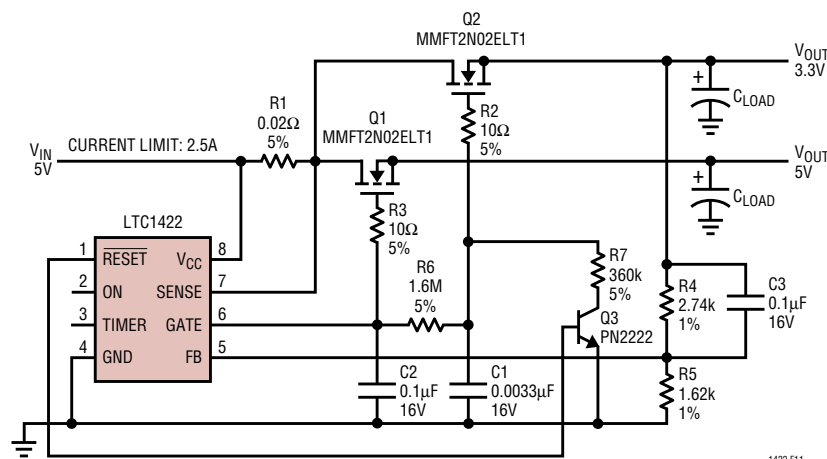 Q2
MMFT2N02ELT1
VOUT
3.3V
+
CLOAD
R1
0.02Ω
5%
Q1
MMFT2N02ELT1
R2
10Ω
5%
VIN
5V
CURRENT LIMIT: 2.5A
VOUT
5V
+
CLOAD
LTC1422
R3
10Ω
5%
1
RESET
VCC
8
2
ON
SENSE
7
3
TIMER
GATE
6
4
GND
FB
5
R6
1.6M
5%
R7
360k
5%
Q3
PN2222
R4
2.74k
1%
C3
0.1µF
16V
C2
0.1µF
16V
C1
0.0033µF
16V
R5
1.62k
1%